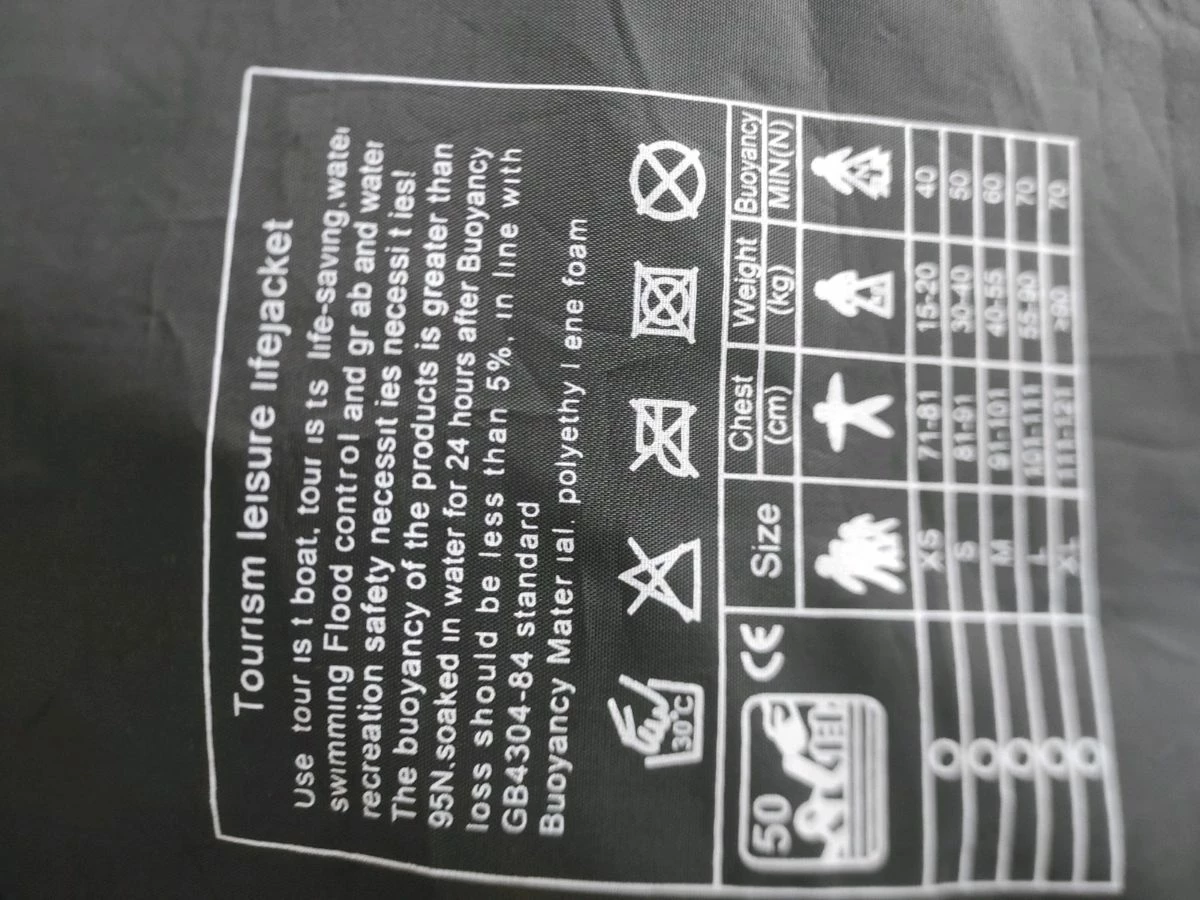 Tourism leisure lifejacket
use tour is t boat, tour is ts life-saving.water
swimming Flood control and gr ab and water
recreation safety necessit ies necessi t ies!
The buoyancy of the products is greater than
95N.soaked in water for 24 hours after Buoyancy
loss should be less than 5%, in line with
GB4304-84 standard
Buoyancy Mater ial. polyethy lene foam
30°C
50 CE
Size Chest (cm) Weight (kg) Buoyancy MIN(N)
XS 71-81 15-20 40
S 81-91 30-40 50
M 91-101 40-55 60
L 101-111 55-90 70
XL 111-121 ≥90 70